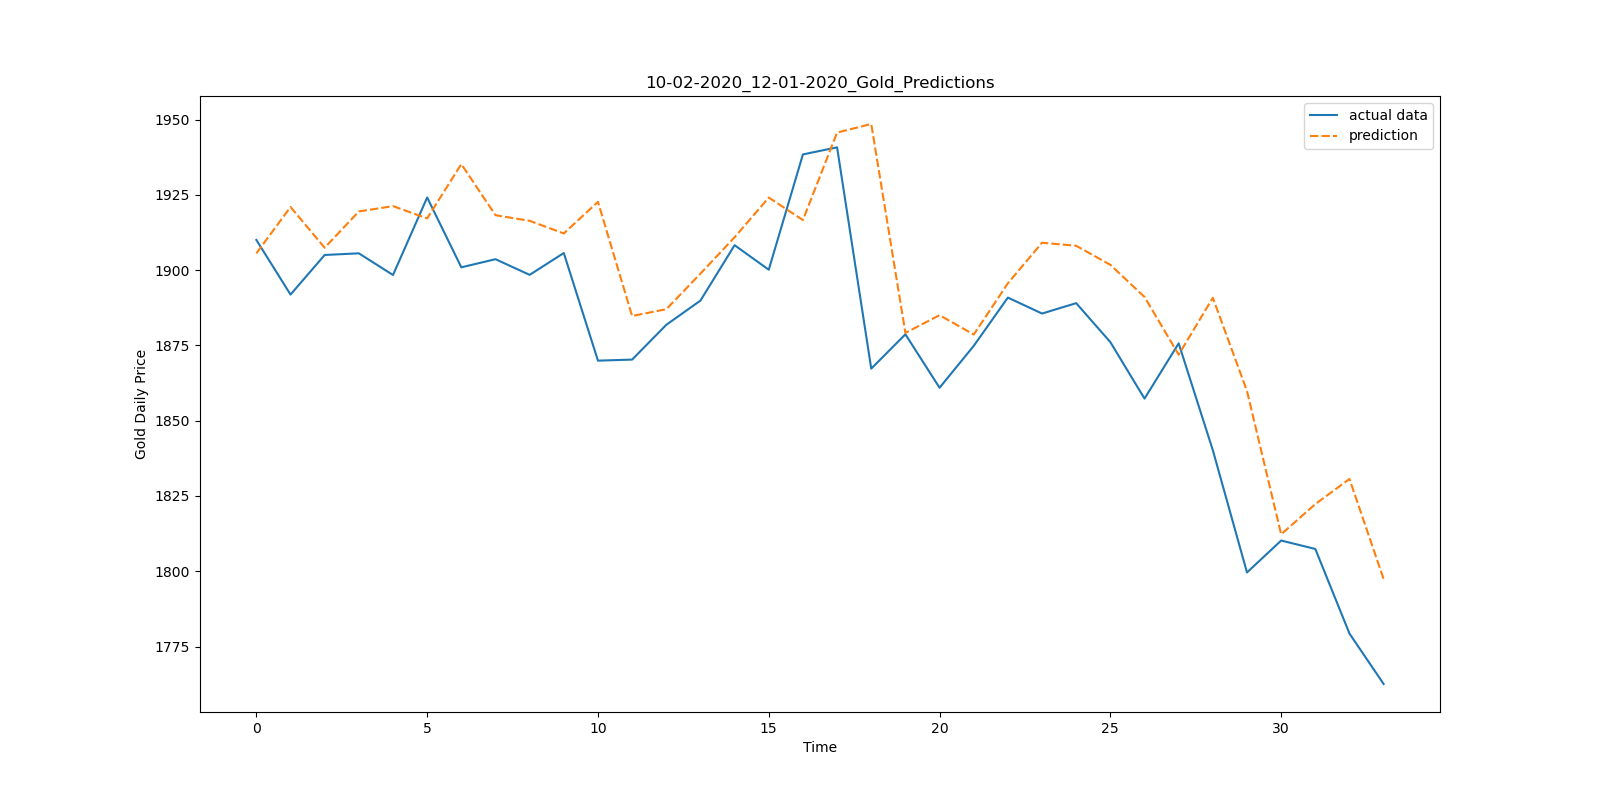 10-02-2020_12-01-2020_Gold_Predictions
actual data
prediction
Gold Daily Price
1950
1925
1900
1875
1850
1825
1800
1775
0 5 10 15 20 25 30
Time